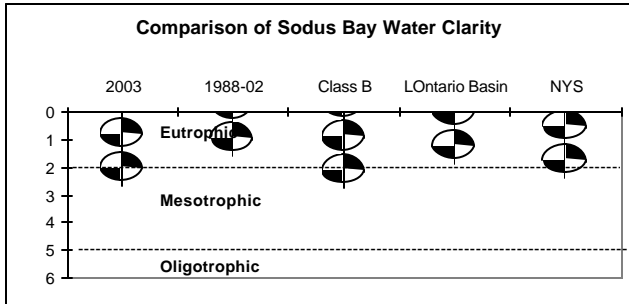 Comparison of Sodus Bay Water Clarity
2003 1988-02 Class B LOntario Basin NYS
0
1 Eutrophic
2
3 Mesotrophic
4
5
6 Oligotrophic